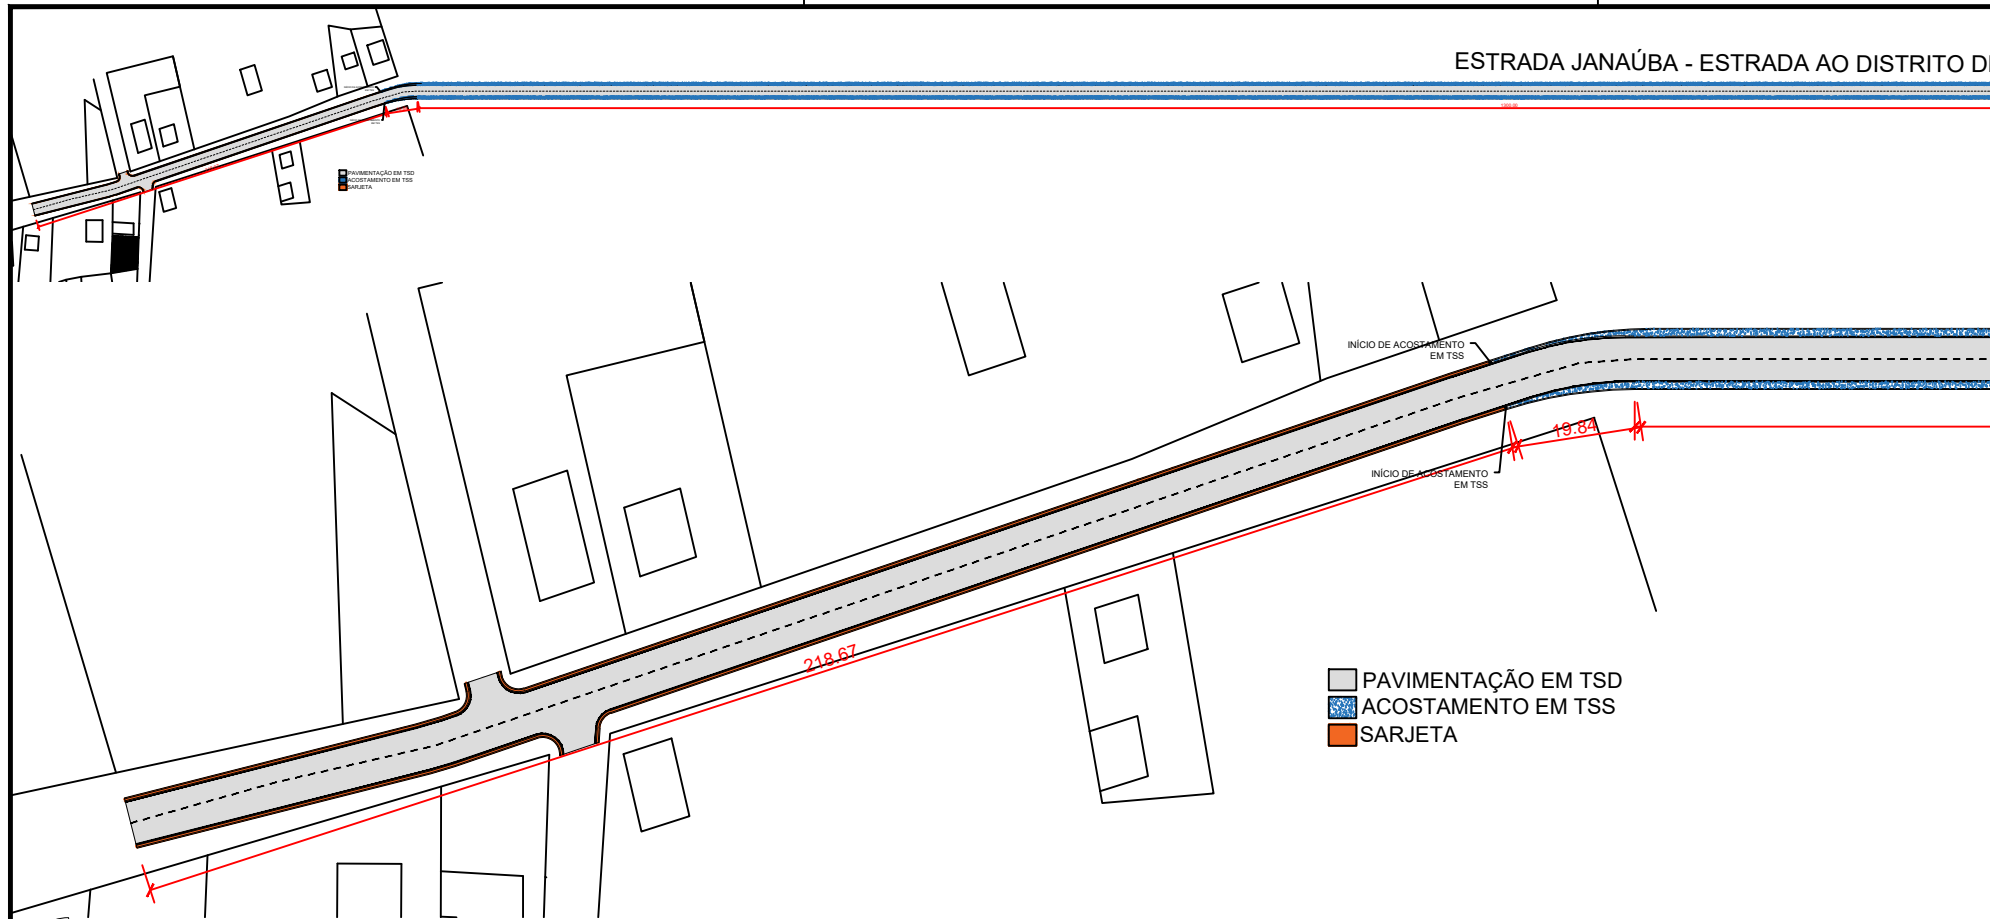 ESTRADA JANAÚBA - ESTRADA AO DISTRITO D
PAVIMENTAÇÃO EM TSD
ACOSTAMENTO EM TSS
SARJETA
INÍCIO DE ACOSTAMENTO
EM TSS
19.84
INÍCIO DE ACOSTAMENTO
EM TSS
218.67
PAVIMENTAÇÃO EM TSD
ACOSTAMENTO EM TSS
SARJETA